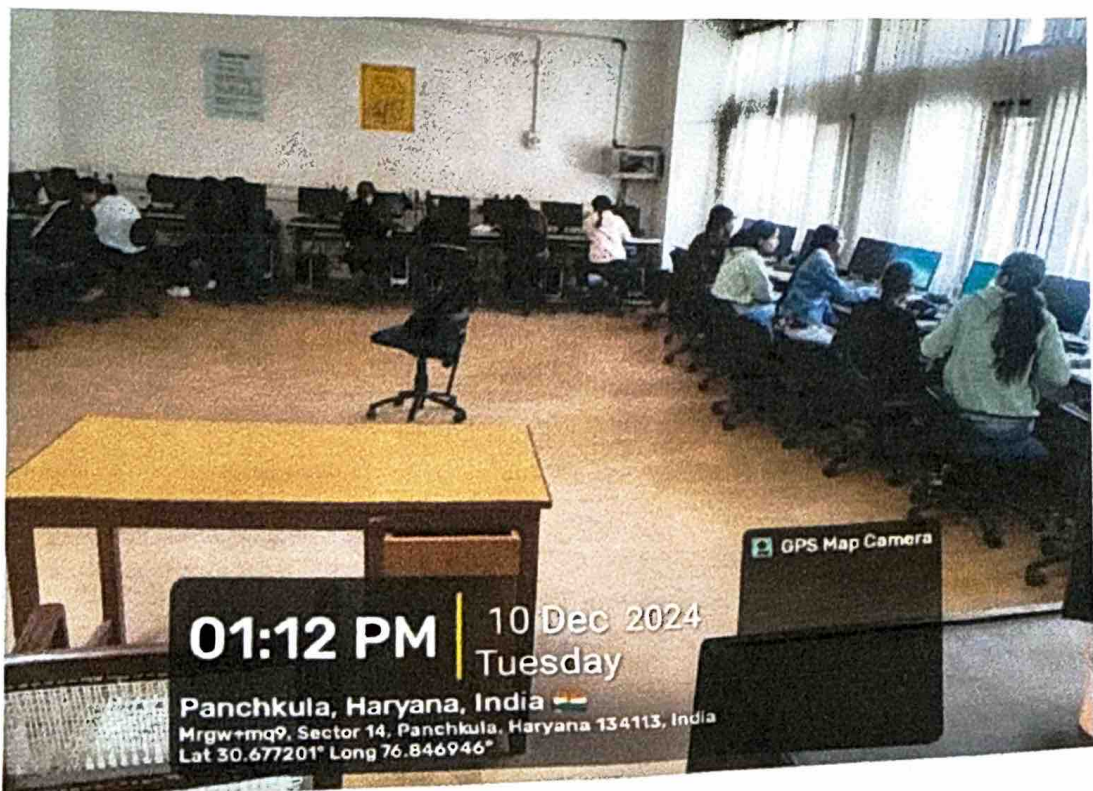 GPS Map Camera
01:12 PM
10 Dec 2024
Tuesday
Panchkula, Haryana, India
Mrgw+mq9, Sector 14, Panchkula, Haryana 134113, India
Lat 30.677201° Long 76.846946°